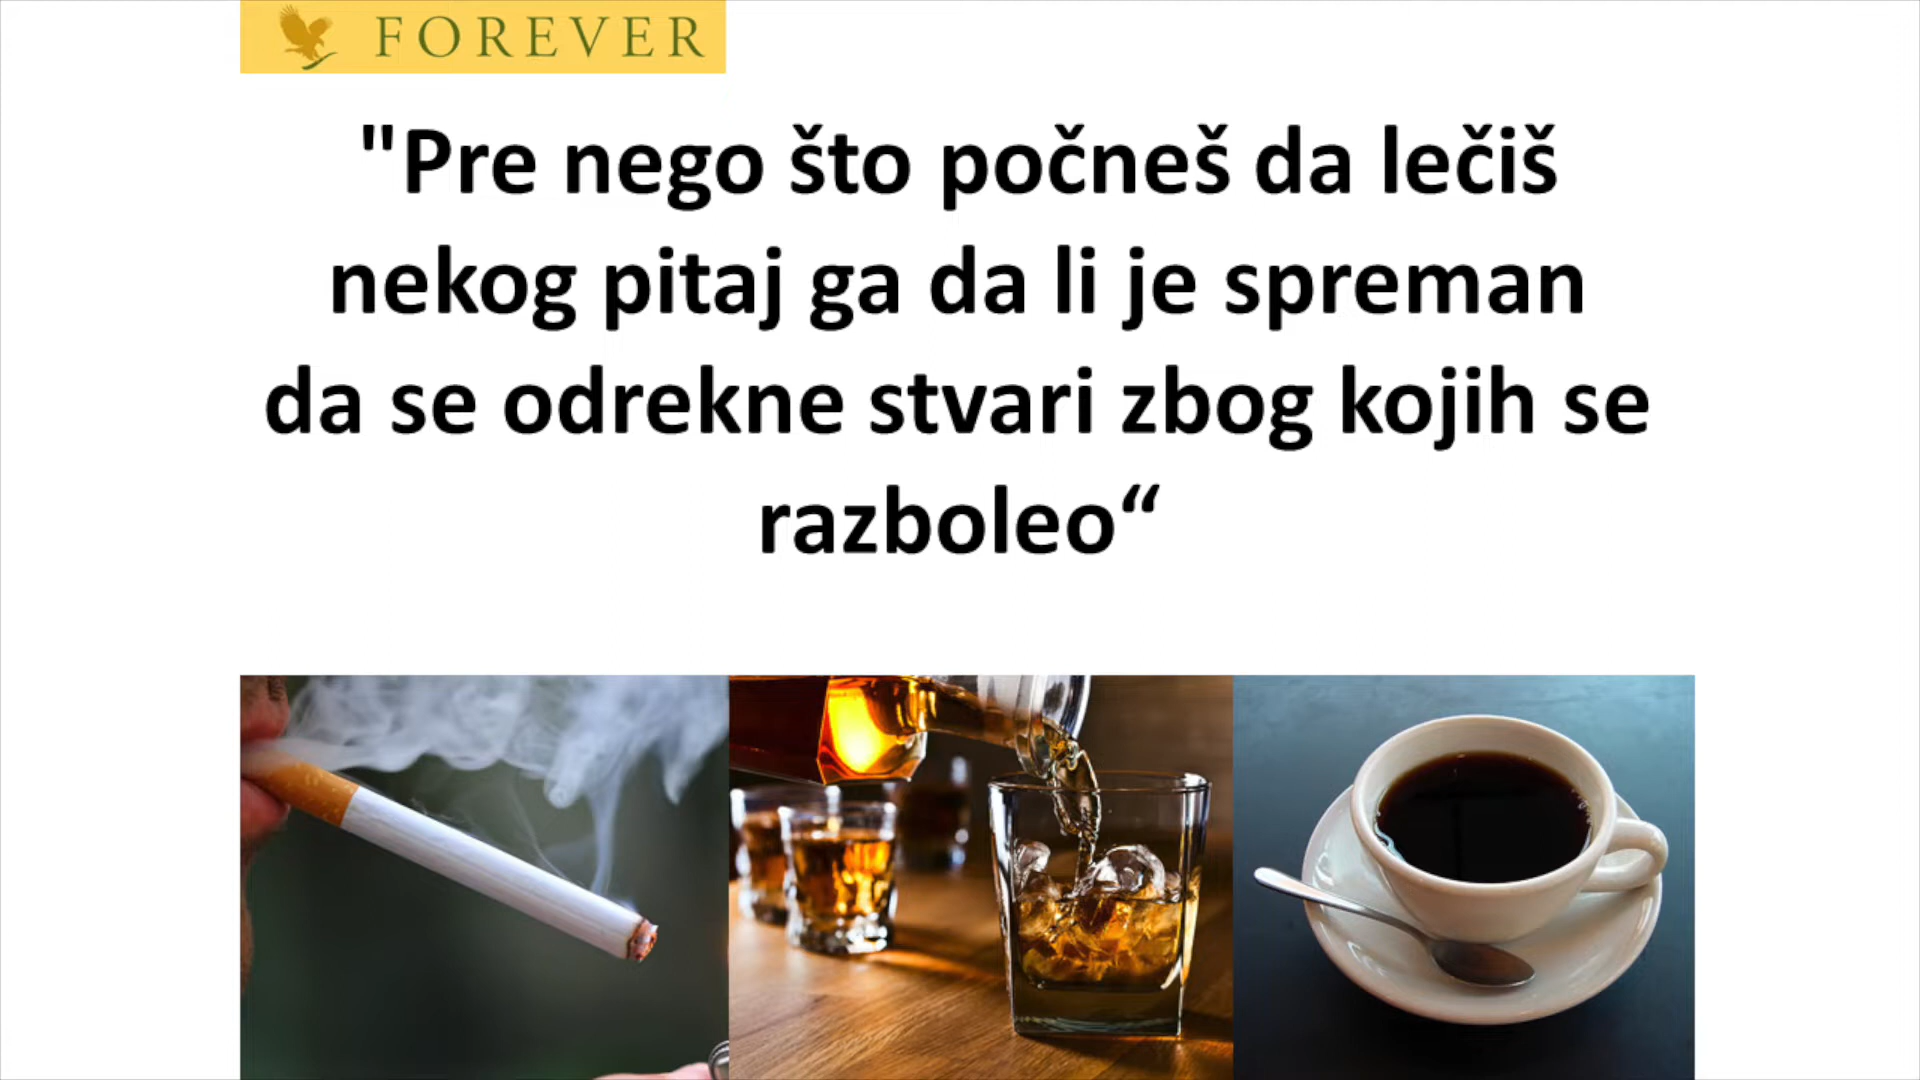 FOREVER
"Pre nego što počneš da lečiš
nekog pitaj ga da li je spreman
da se odrekne stvari zbog kojih se
razboleo“